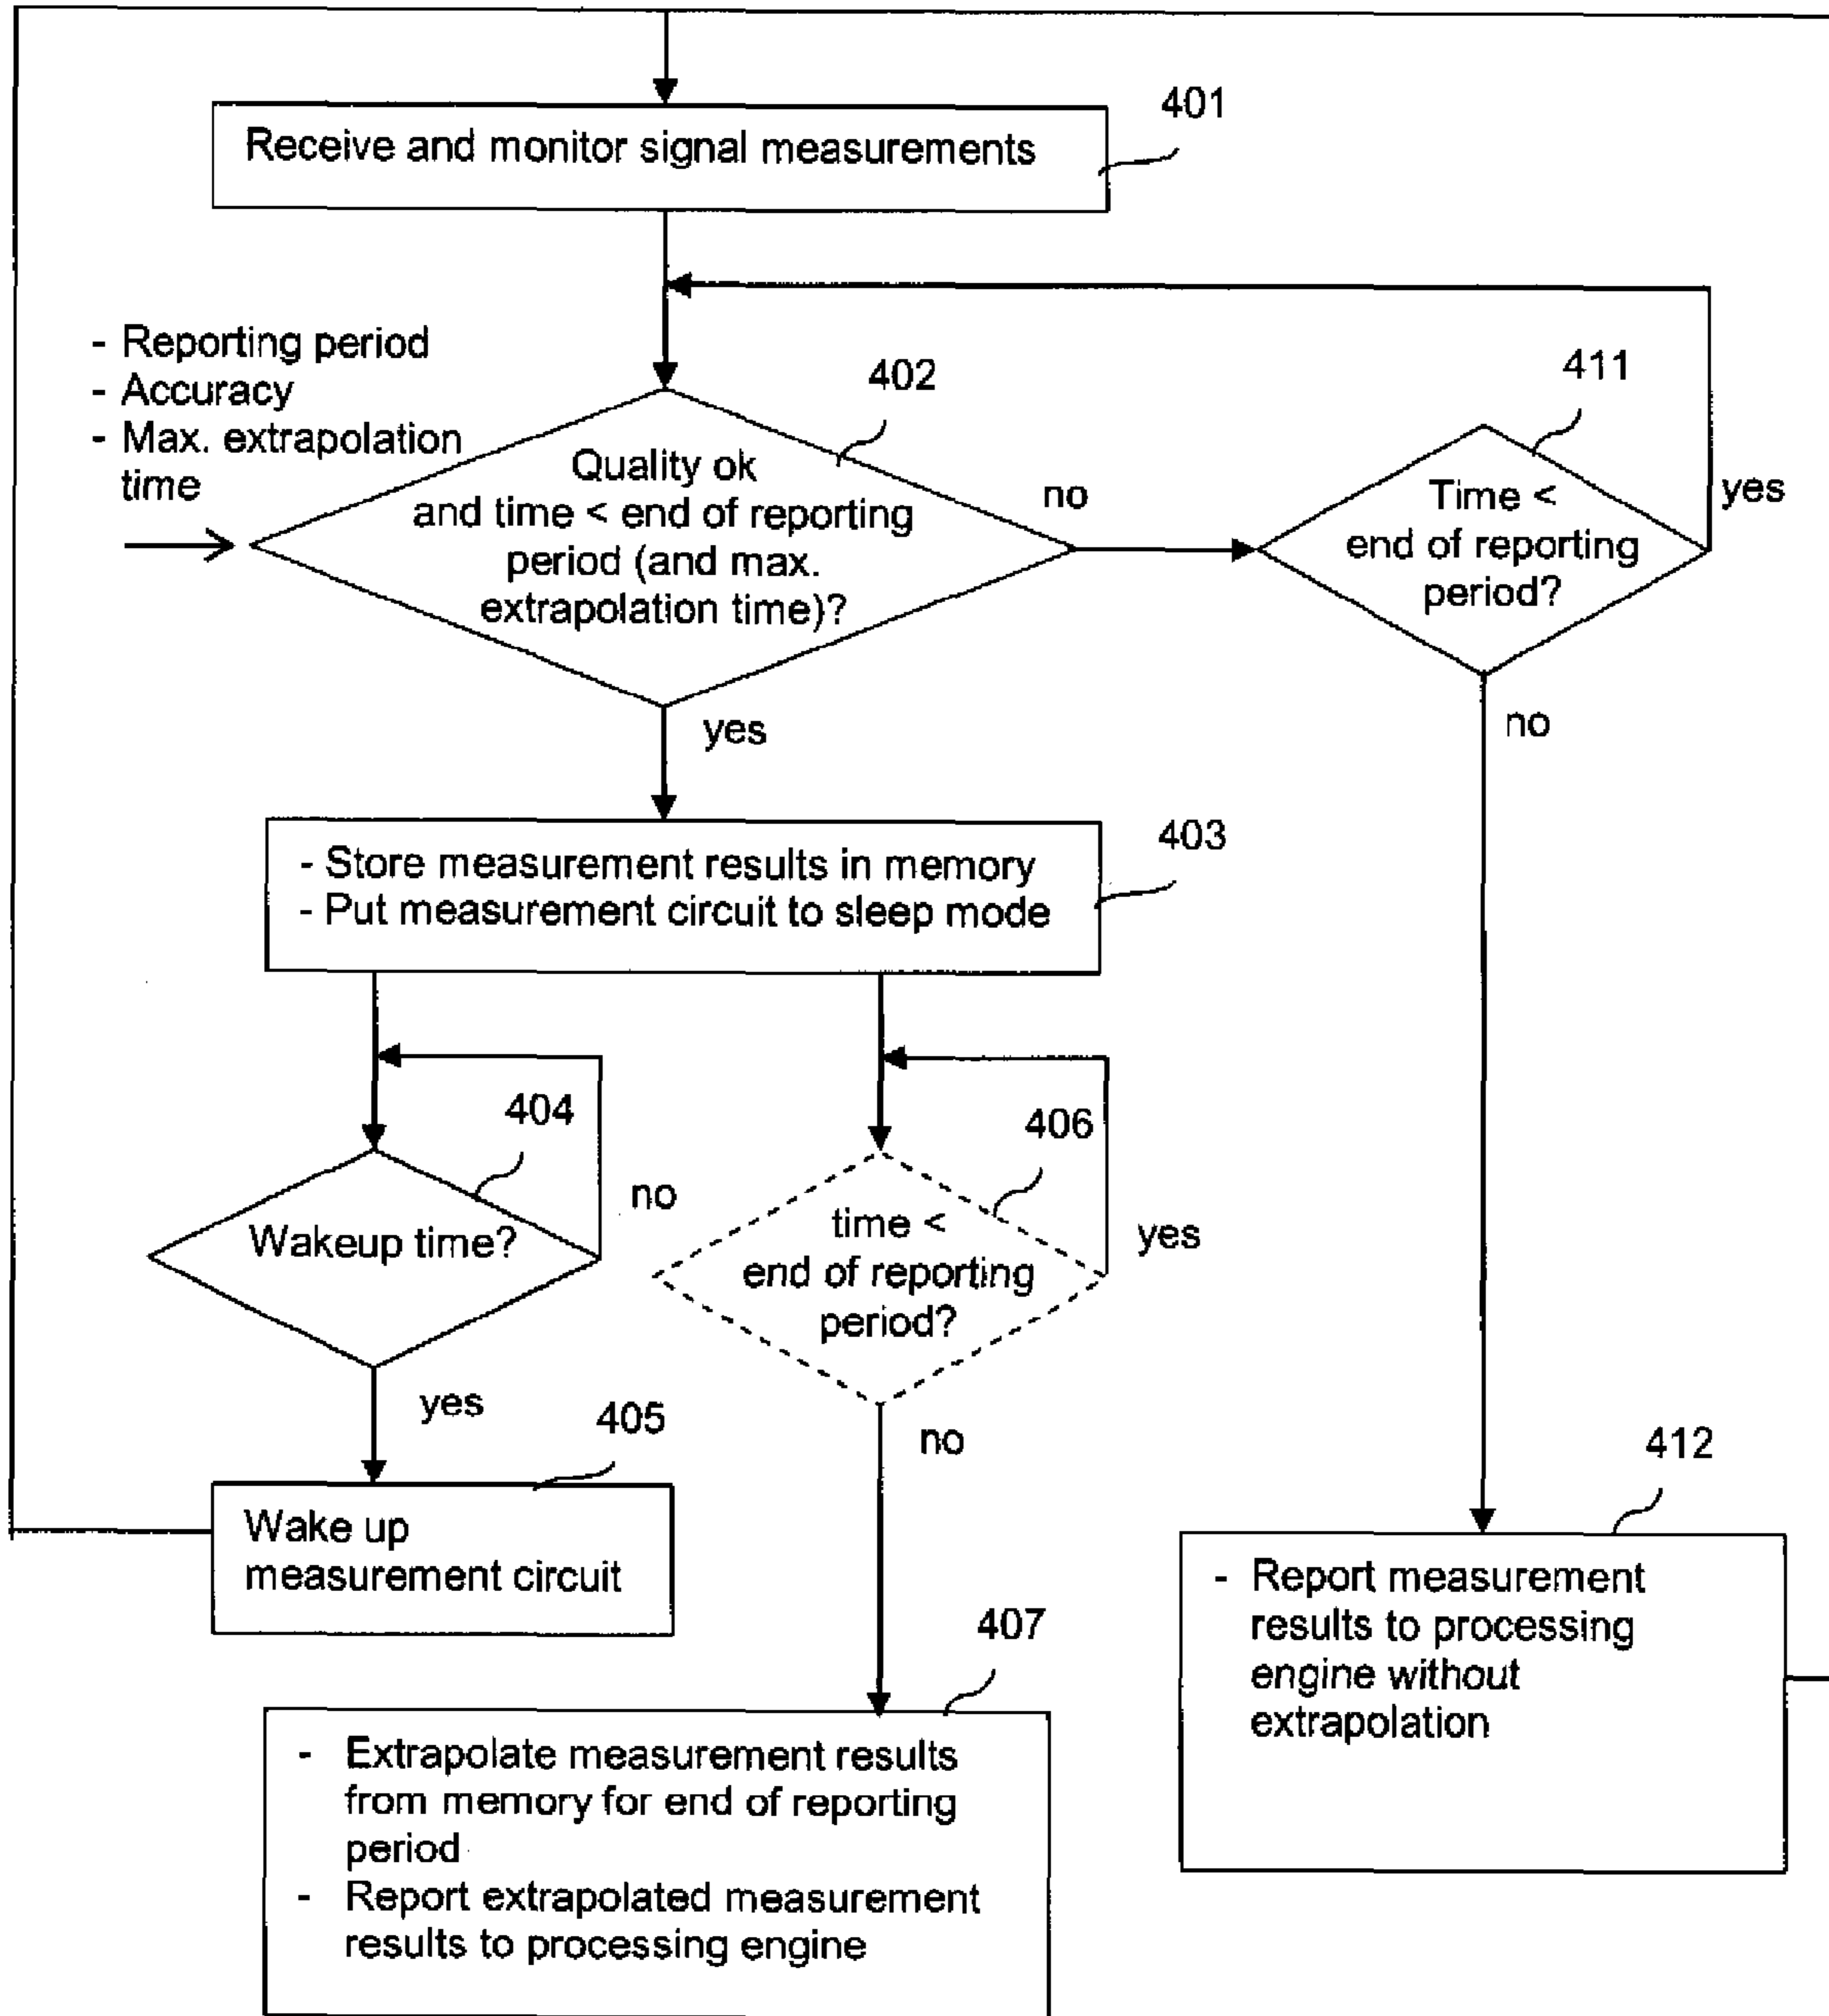 401
Receive and monitor signal measurements
- Reporting period
- Accuracy
- Max. extrapolation
time
402
Quality ok
and time < end of reporting
period (and max.
extrapolation time)?
no
411
Time <
end of reporting
period?
yes
yes
no
403
- Store measurement results in memory
- Put measurement circuit to sleep mode
404
Wakeup time?
no
406
time <
end of reporting
period?
yes
yes
no
405
Wake up
measurement circuit
412
- Report measurement
results to processing
engine without
extrapolation
407
- Extrapolate measurement results
from memory for end of reporting
period
- Report extrapolated measurement
results to processing engine